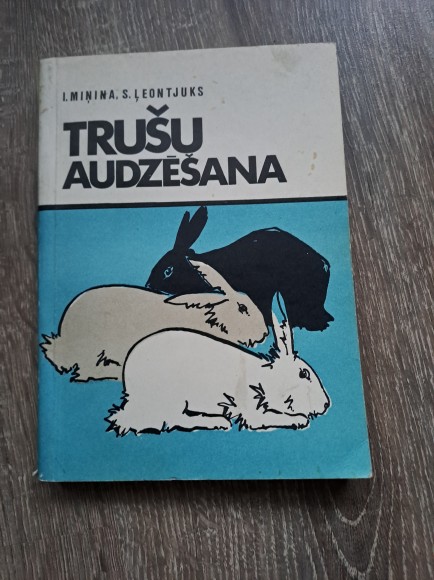 I. MIŅINA, S. ĻEONTJUKS
TRUŠU
AUDZĒŠANA